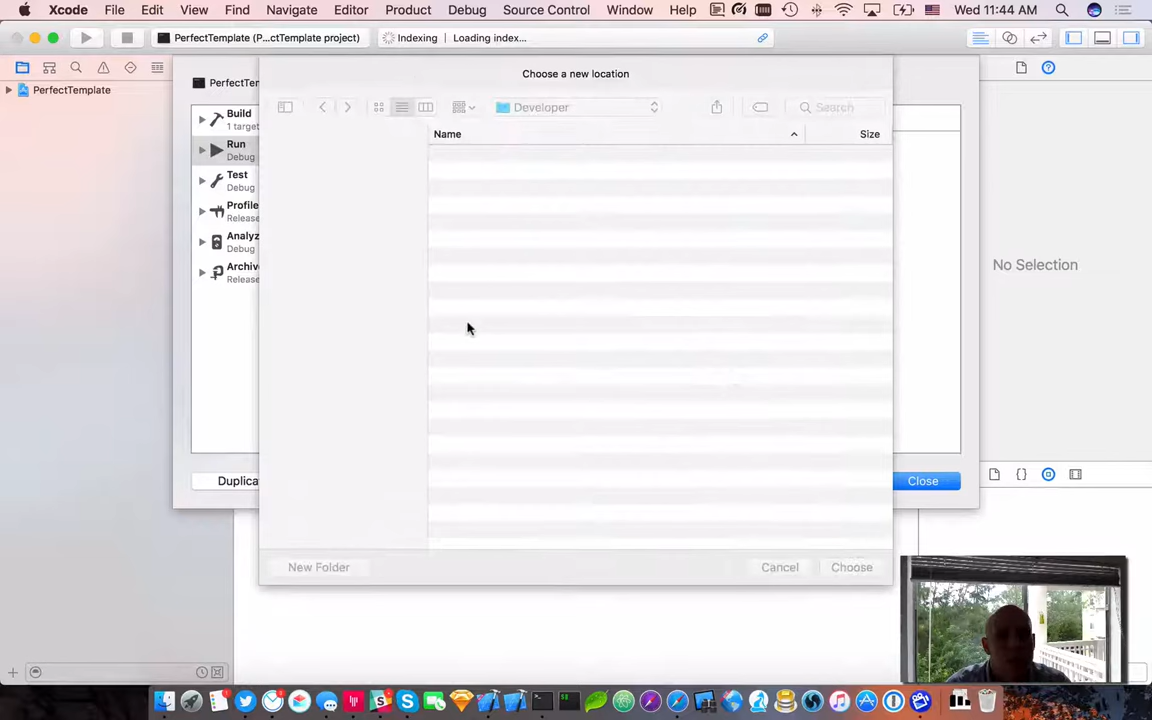 Xcode File Edit View Find Navigate Editor Product Debug Source Control Window Help Wed 11:44 AM
PerfectTemplate (P...ctTemplate project) Indexing | Loading index...
PerfectTemplate
PerfectTem
Choose a new location
Developer
Search
Name Size
Build
1 target
Run
Debug
Test
Debug
Profile
Release
Analyz
Debug
Archiv
Release
No Selection
Duplica
Close
New Folder Cancel Choose